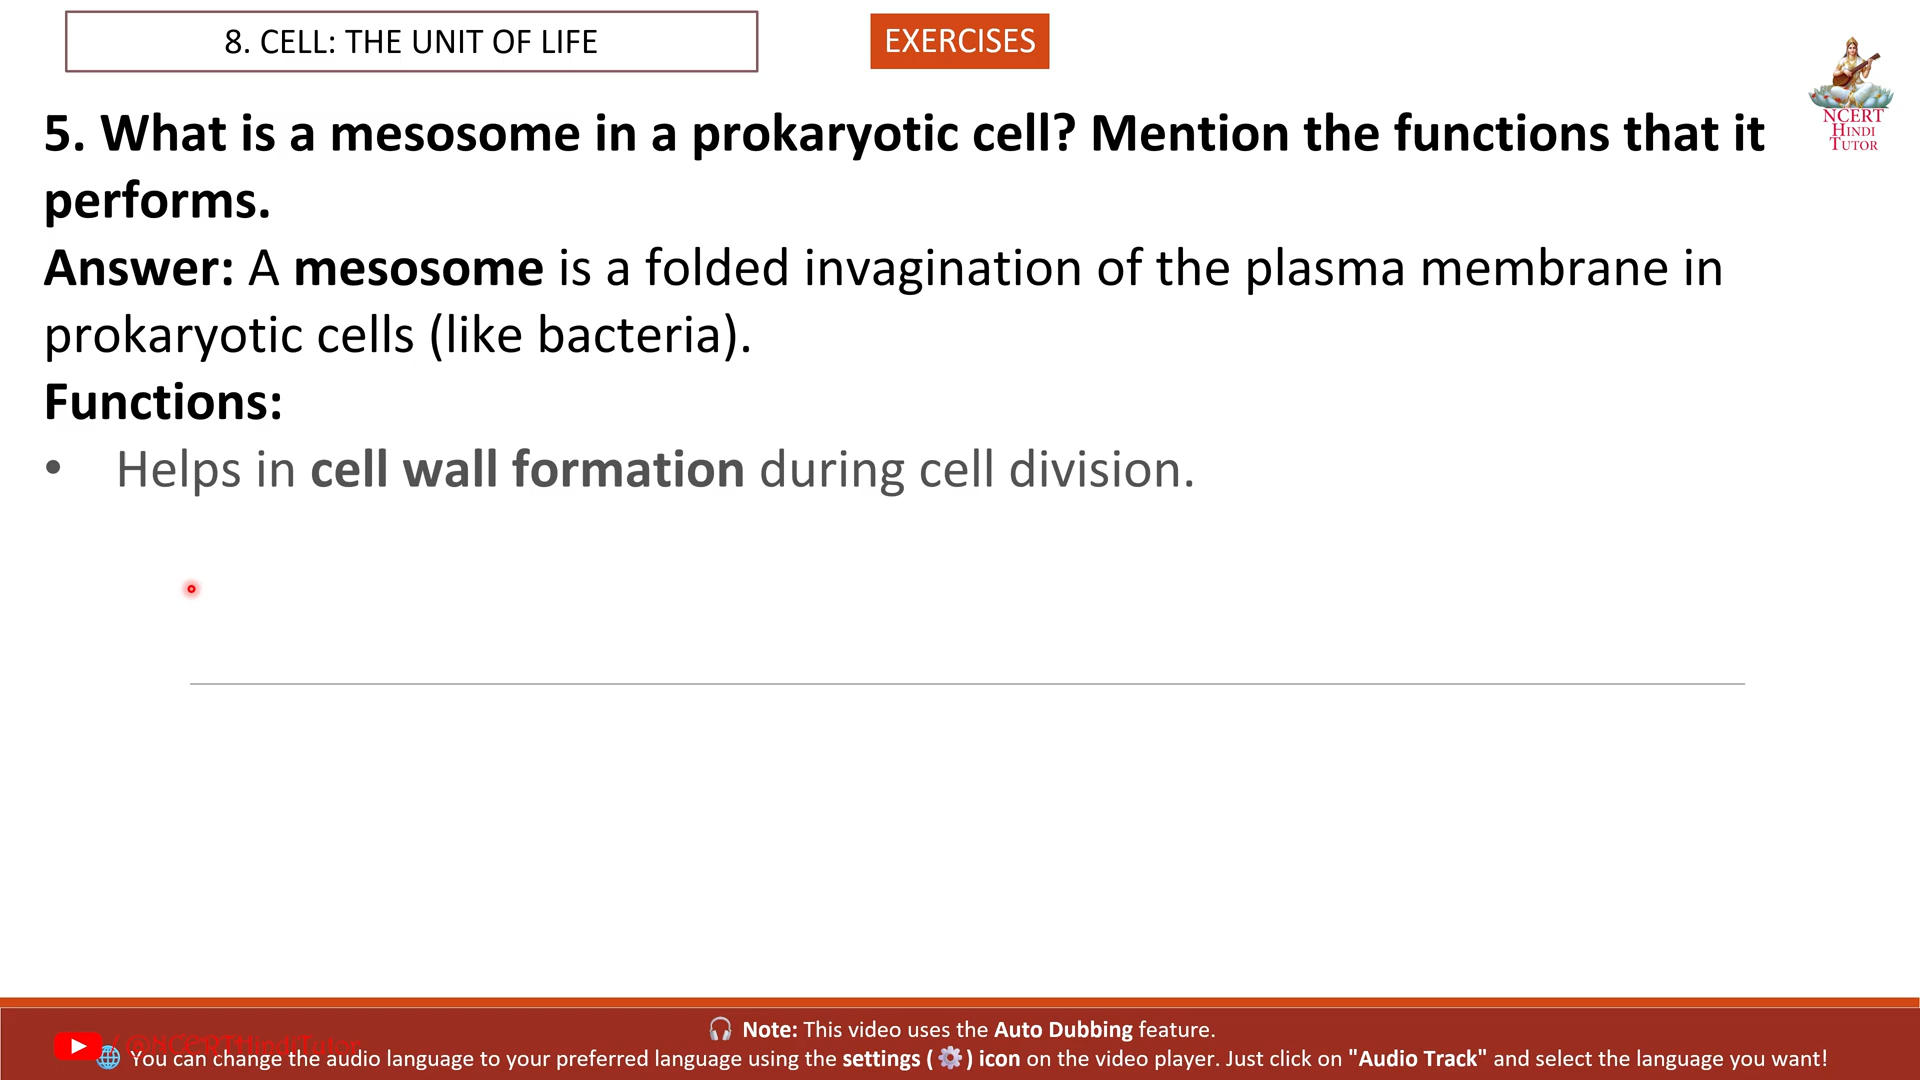 8. CELL: THE UNIT OF LIFE
EXERCISES
NCERT
HINDI
TUTOR
5. What is a mesosome in a prokaryotic cell? Mention the functions that it
performs.
Answer: A mesosome is a folded invagination of the plasma membrane in
prokaryotic cells (like bacteria).
Functions:
• Helps in cell wall formation during cell division.
🎧 Note: This video uses the Auto Dubbing feature.
/@NCERTHindiTutor
🌐 You can change the audio language to your preferred language using the settings (⚙️) icon on the video player. Just click on "Audio Track" and select the language you want!